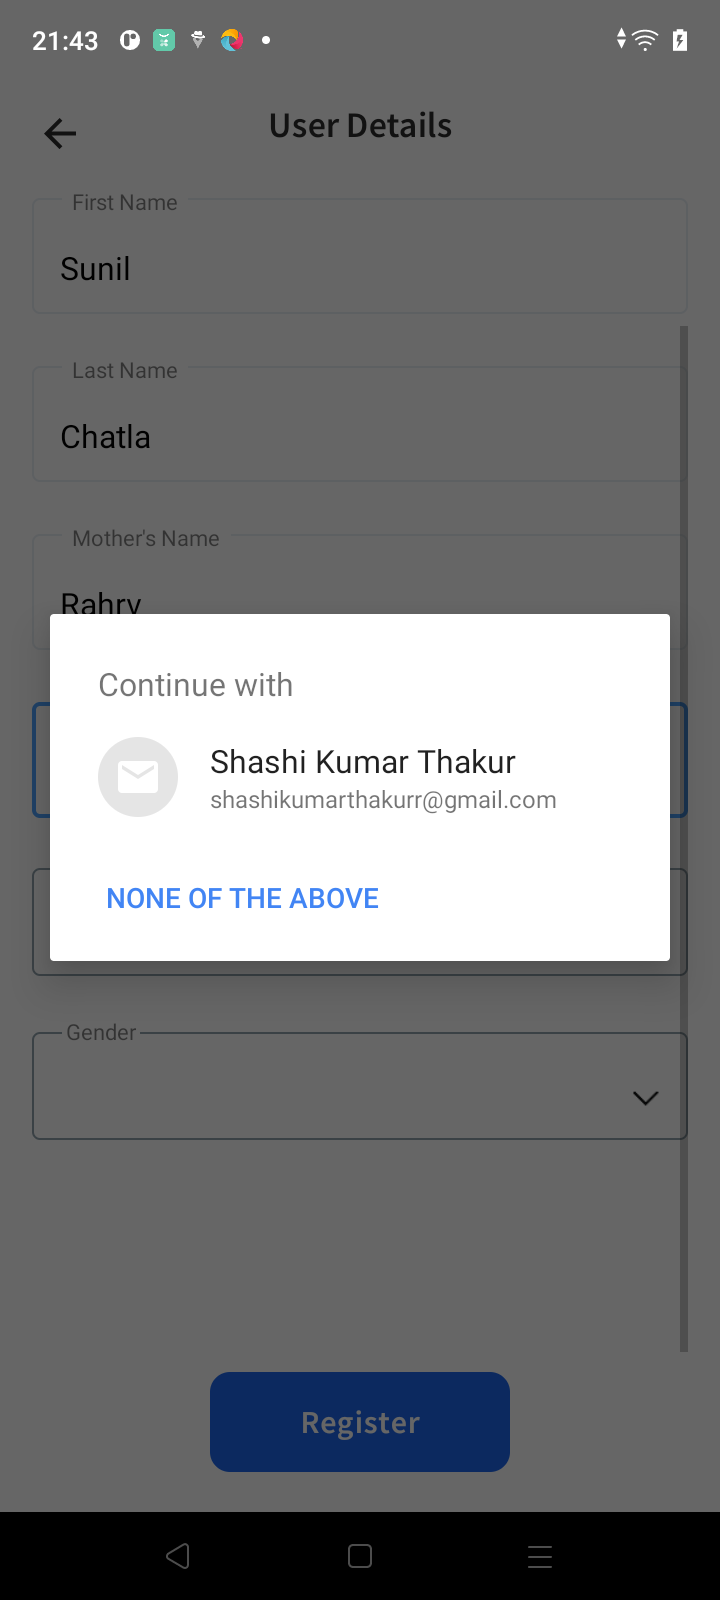 21:43
User Details
First Name
Sunil
Last Name
Chatla
Mother's Name
Rahry
Continue with
Shashi Kumar Thakur
shashikumarthakurr@gmail.com
NONE OF THE ABOVE
Gender
Register